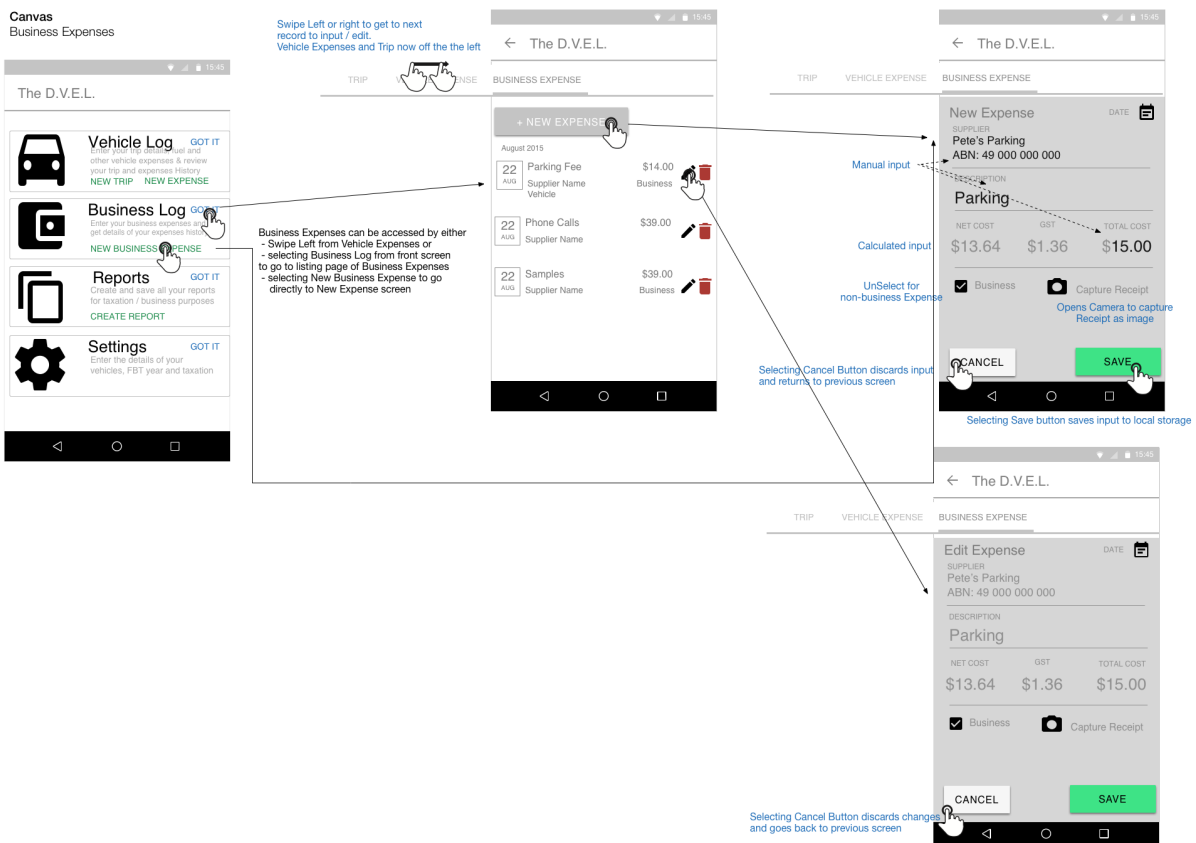 Canvas
Business Expenses
15:45
The D.V.E.L.
Vehicle Log
GOT IT
Enter your trip details, fuel and
other vehicle expenses & review
your trip and expenses History
NEW TRIP NEW EXPENSE
Business Log
GOT IT
Enter your business expenses and
get details of your expenses history
NEW BUSINESS EXPENSE
Reports
GOT IT
Create and save all your reports
for taxation / business purposes
CREATE REPORT
Settings
GOT IT
Enter the details of your
vehicles, FBT year and taxation
Swipe Left or right to get to next
record to input / edit.
Vehicle Expenses and Trip now off the the left
Business Expenses can be accessed by either
- Swipe Left from Vehicle Expenses or
- selecting Business Log from front screen
to go to listing page of Business Expenses
- selecting New Business Expense to go
directly to New Expense screen
15:45
The D.V.E.L.
TRIP VEHICLE EXPENSE BUSINESS EXPENSE
+ NEW EXPENSE
August 2015
22 AUG Parking Fee $14.00
Supplier Name Business
Vehicle
22 AUG Phone Calls $39.00
Supplier Name
22 AUG Samples $39.00
Supplier Name Business
15:45
The D.V.E.L.
TRIP VEHICLE EXPENSE BUSINESS EXPENSE
New Expense DATE
SUPPLIER
Pete's Parking
ABN: 49 000 000 000
Manual input
DESCRIPTION
Parking
NET COST GST TOTAL COST
Calculated input
$13.64 $1.36 $15.00
UnSelect for
non-business Expense
Business Capture Receipt
Opens Camera to capture
Receipt as image
CANCEL SAVE
Selecting Cancel Button discards input
and returns to previous screen
Selecting Save button saves input to local storage
15:45
The D.V.E.L.
TRIP VEHICLE EXPENSE BUSINESS EXPENSE
Edit Expense DATE
SUPPLIER
Pete's Parking
ABN: 49 000 000 000
DESCRIPTION
Parking
NET COST GST TOTAL COST
$13.64 $1.36 $15.00
Business Capture Receipt
CANCEL SAVE
Selecting Cancel Button discards changes
and goes back to previous screen